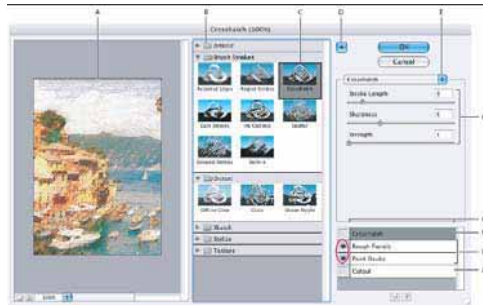 A B C D E
Crosshatch (100%)
Artistic
Brush Strokes
Accented Edges Angled Strokes Crosshatch
Dark Strokes Ink Outlines Spatter
Sprayed Strokes Sumi-e
Distort
Diffuse Glow Glass Ocean Ripple
Sketch
Stylize
Texture
OK
Cancel
Crosshatch
Stroke Length
Sharpness
Strength
Crosshatch
Rough Pastels
Paint Daubs
Cutout
100%